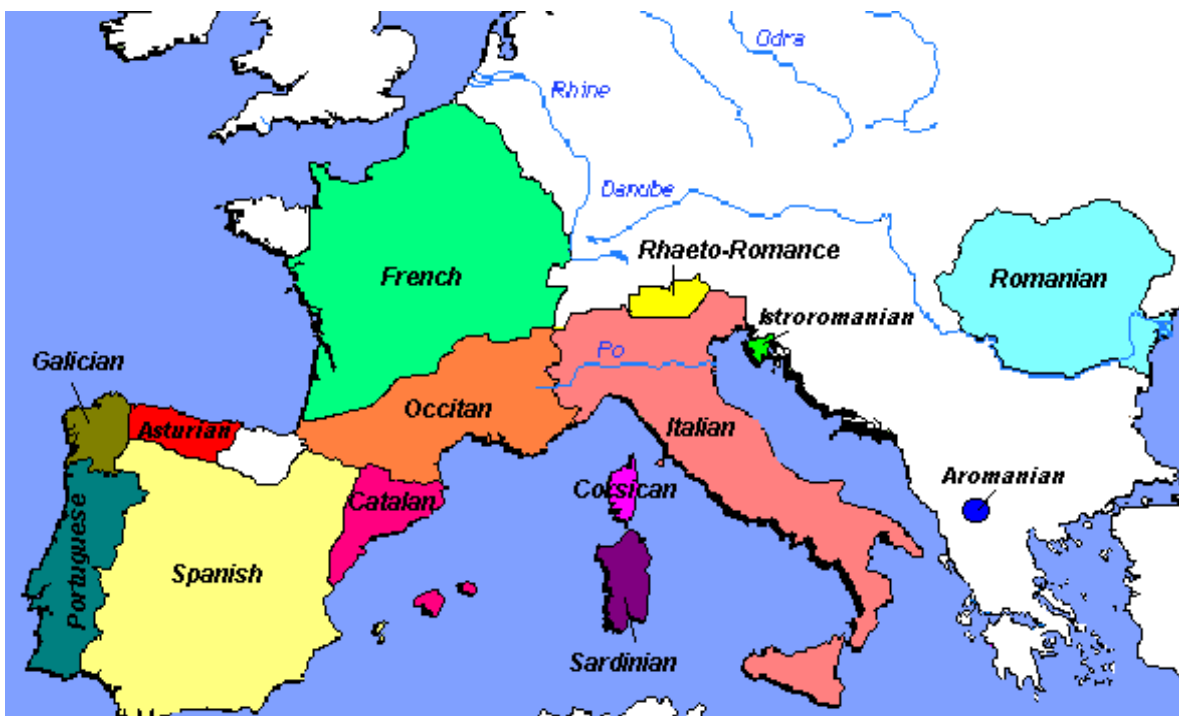 Odra
Rhine
Danube
Rhaeto-Romance
French
Romanian
Istroromanian
Po
Galician
Occitan
Asturian
Italian
Aromanian
Corsican
Catalan
Portuguese
Spanish
Sardinian